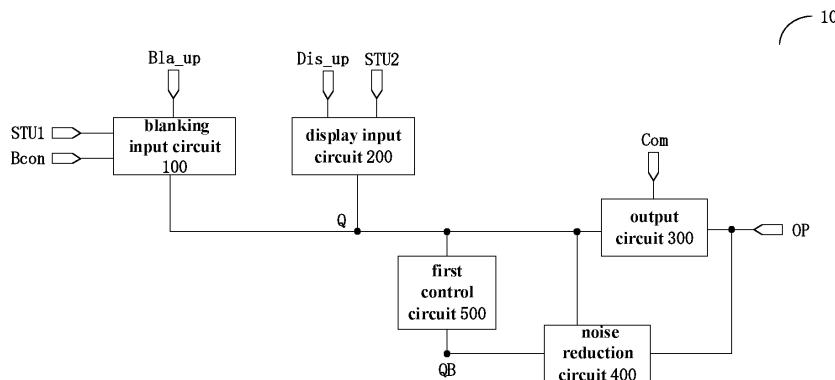 10
Bla_up
Dis_up STU2
STU1
Bcon
blanking
input circuit
100
display input
circuit 200
Com
Q
output
circuit 300
OP
first
control
circuit 500
noise
reduction
circuit 400
QB